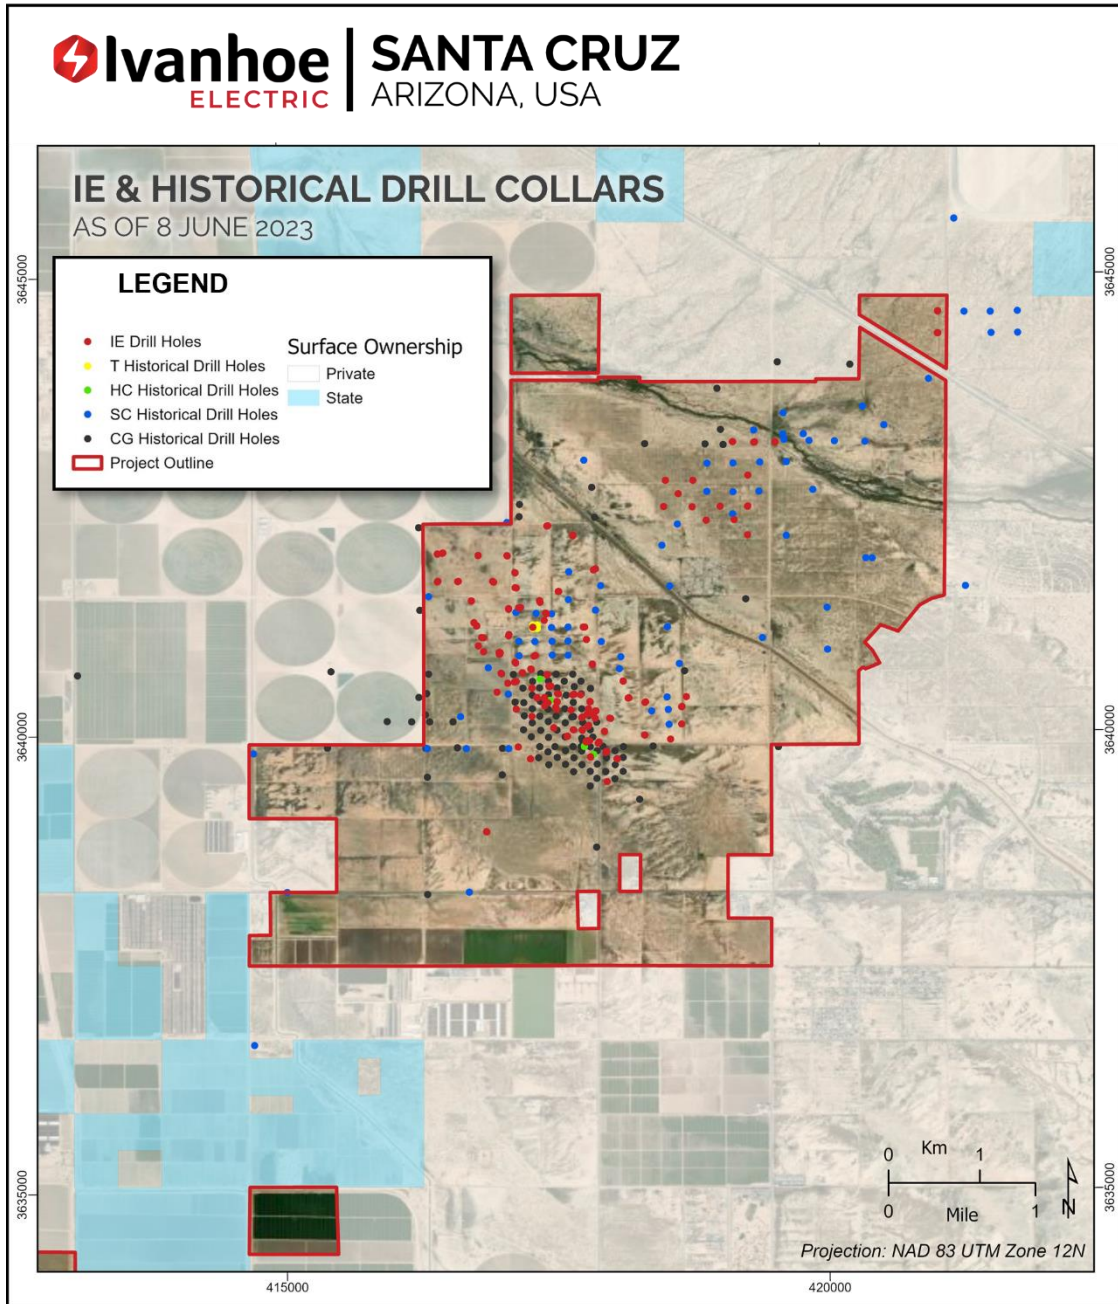 Ivanhoe
ELECTRIC
SANTA CRUZ
ARIZONA, USA
IE & HISTORICAL DRILL COLLARS
AS OF 8 JUNE 2023
LEGEND
IE Drill Holes
T Historical Drill Holes
HC Historical Drill Holes
SC Historical Drill Holes
CG Historical Drill Holes
Project Outline
Surface Ownership
Private
State
3645000
3645000
3640000
3640000
3635000
3635000
0 Km 1
0 Mile 1
N
Projection: NAD 83 UTM Zone 12N
415000
420000